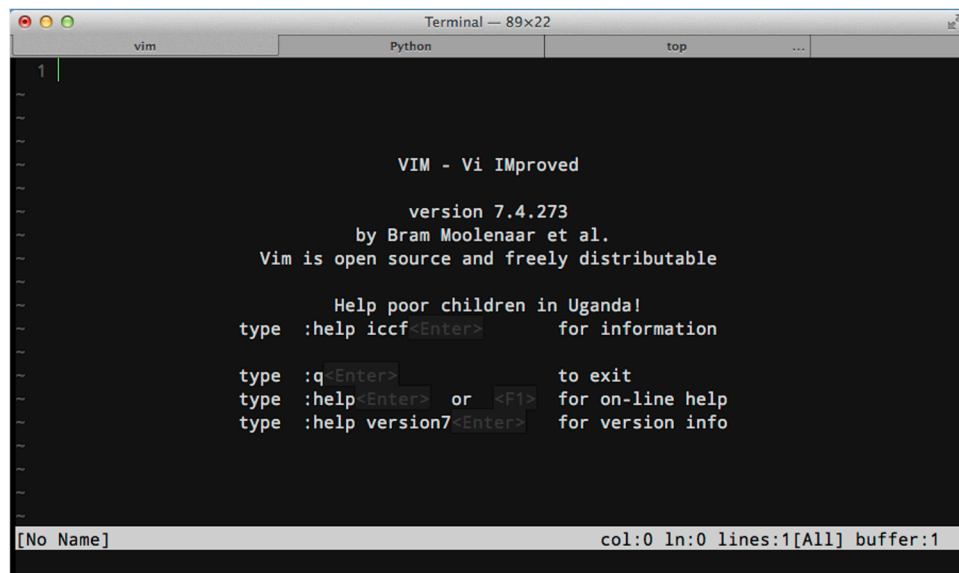 Terminal — 89×22
vim Python top ...
1
~
~
~
~ VIM - Vi IMproved
~
~ version 7.4.273
~ by Bram Moolenaar et al.
~ Vim is open source and freely distributable
~
~ Help poor children in Uganda!
~ type :help iccf<Enter> for information
~
~ type :q<Enter> to exit
~ type :help<Enter> or <F1> for on-line help
~ type :help version7<Enter> for version info
~
~
~
~
[No Name] col:0 ln:0 lines:1[All] buffer:1